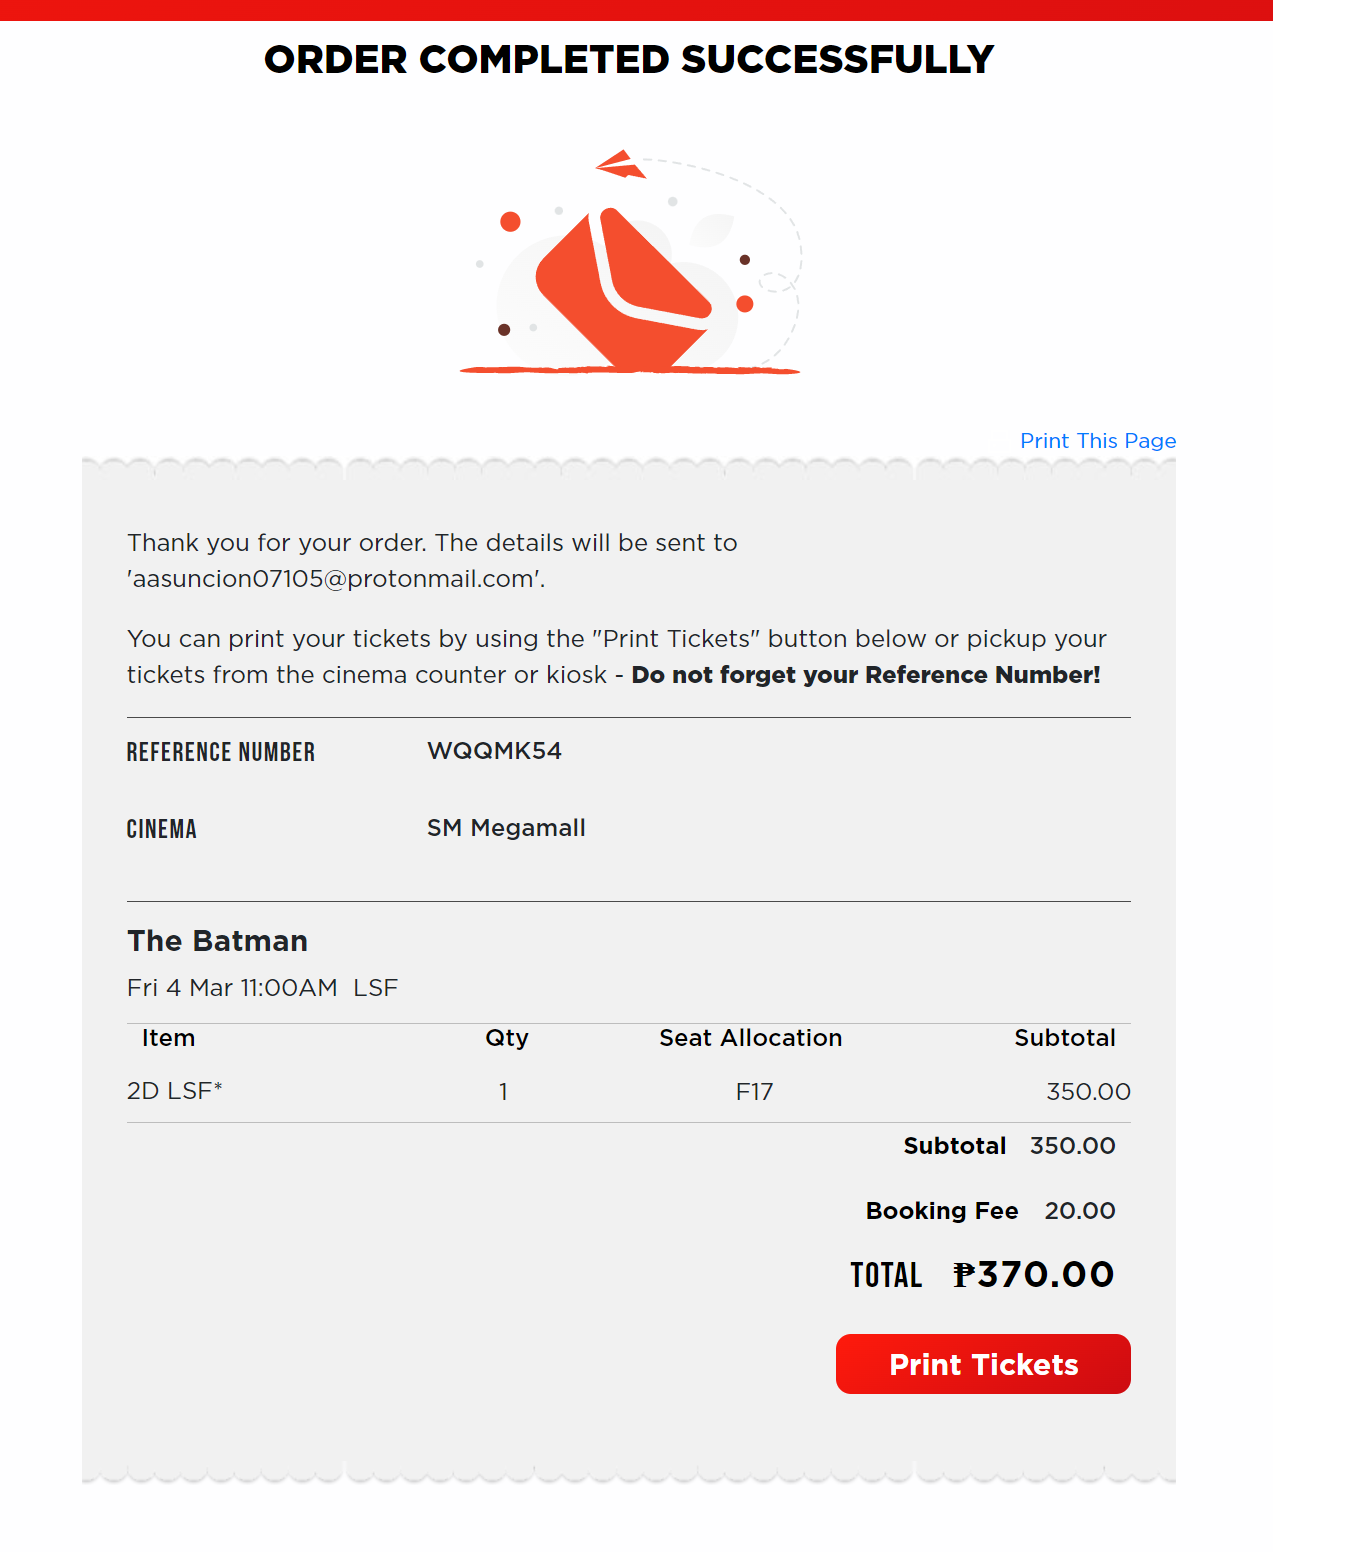 ORDER COMPLETED SUCCESSFULLY
Print This Page
Thank you for your order. The details will be sent to
'aasuncion07105@protonmail.com'.
You can print your tickets by using the "Print Tickets" button below or pickup your
tickets from the cinema counter or kiosk - Do not forget your Reference Number!
REFERENCE NUMBER WQQMK54
CINEMA SM Megamall
The Batman
Fri 4 Mar 11:00AM LSF
Item Qty Seat Allocation Subtotal
2D LSF* 1 F17 350.00
Subtotal 350.00
Booking Fee 20.00
TOTAL ₱370.00
Print Tickets